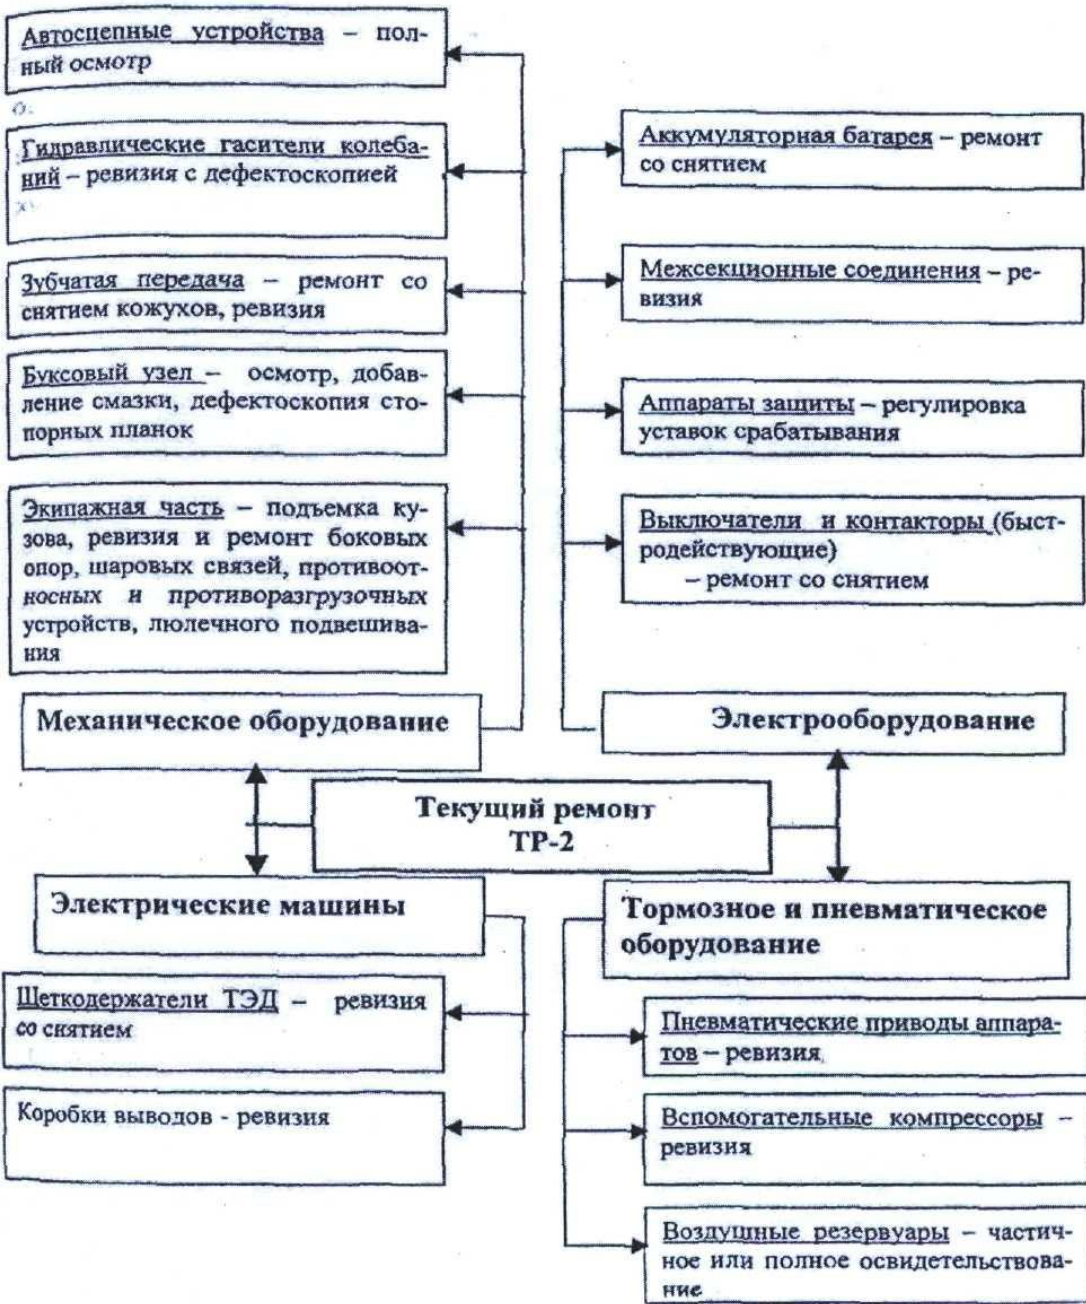 Автосцепные устройства – пол-
ный осмотр
Гидравлические гасители колеба-
ний – ревизия с дефектоскопией
Зубчатая передача – ремонт со
снятием кожухов, ревизия
Буксовый узел – осмотр, добав-
ление смазки, дефектоскопия сто-
порных планок
Экипажная часть – подъемка ку-
зова, ревизия и ремонт боковых
опор, шаровых связей, противоот-
носных и противоразгрузочных
устройств, люлечного подвешива-
ния
Механическое оборудование
Аккумуляторная батарея – ремонт
со снятием
Межсекционные соединения – ре-
визия
Аппараты защиты – регулировка
уставок срабатывания
Выключатели и контакторы (быст-
родействующие)
– ремонт со снятием
Электрооборудование
Текущий ремонт
ТР-2
Электрические машины
Щеткодержатели ТЭД – ревизия
со снятием
Коробки выводов - ревизия
Тормозное и пневматическое
оборудование
Пневматические приводы аппара-
тов – ревизия
Вспомогательные компрессоры –
ревизия
Воздушные резервуары – частич-
ное или полное освидетельствова-
ние